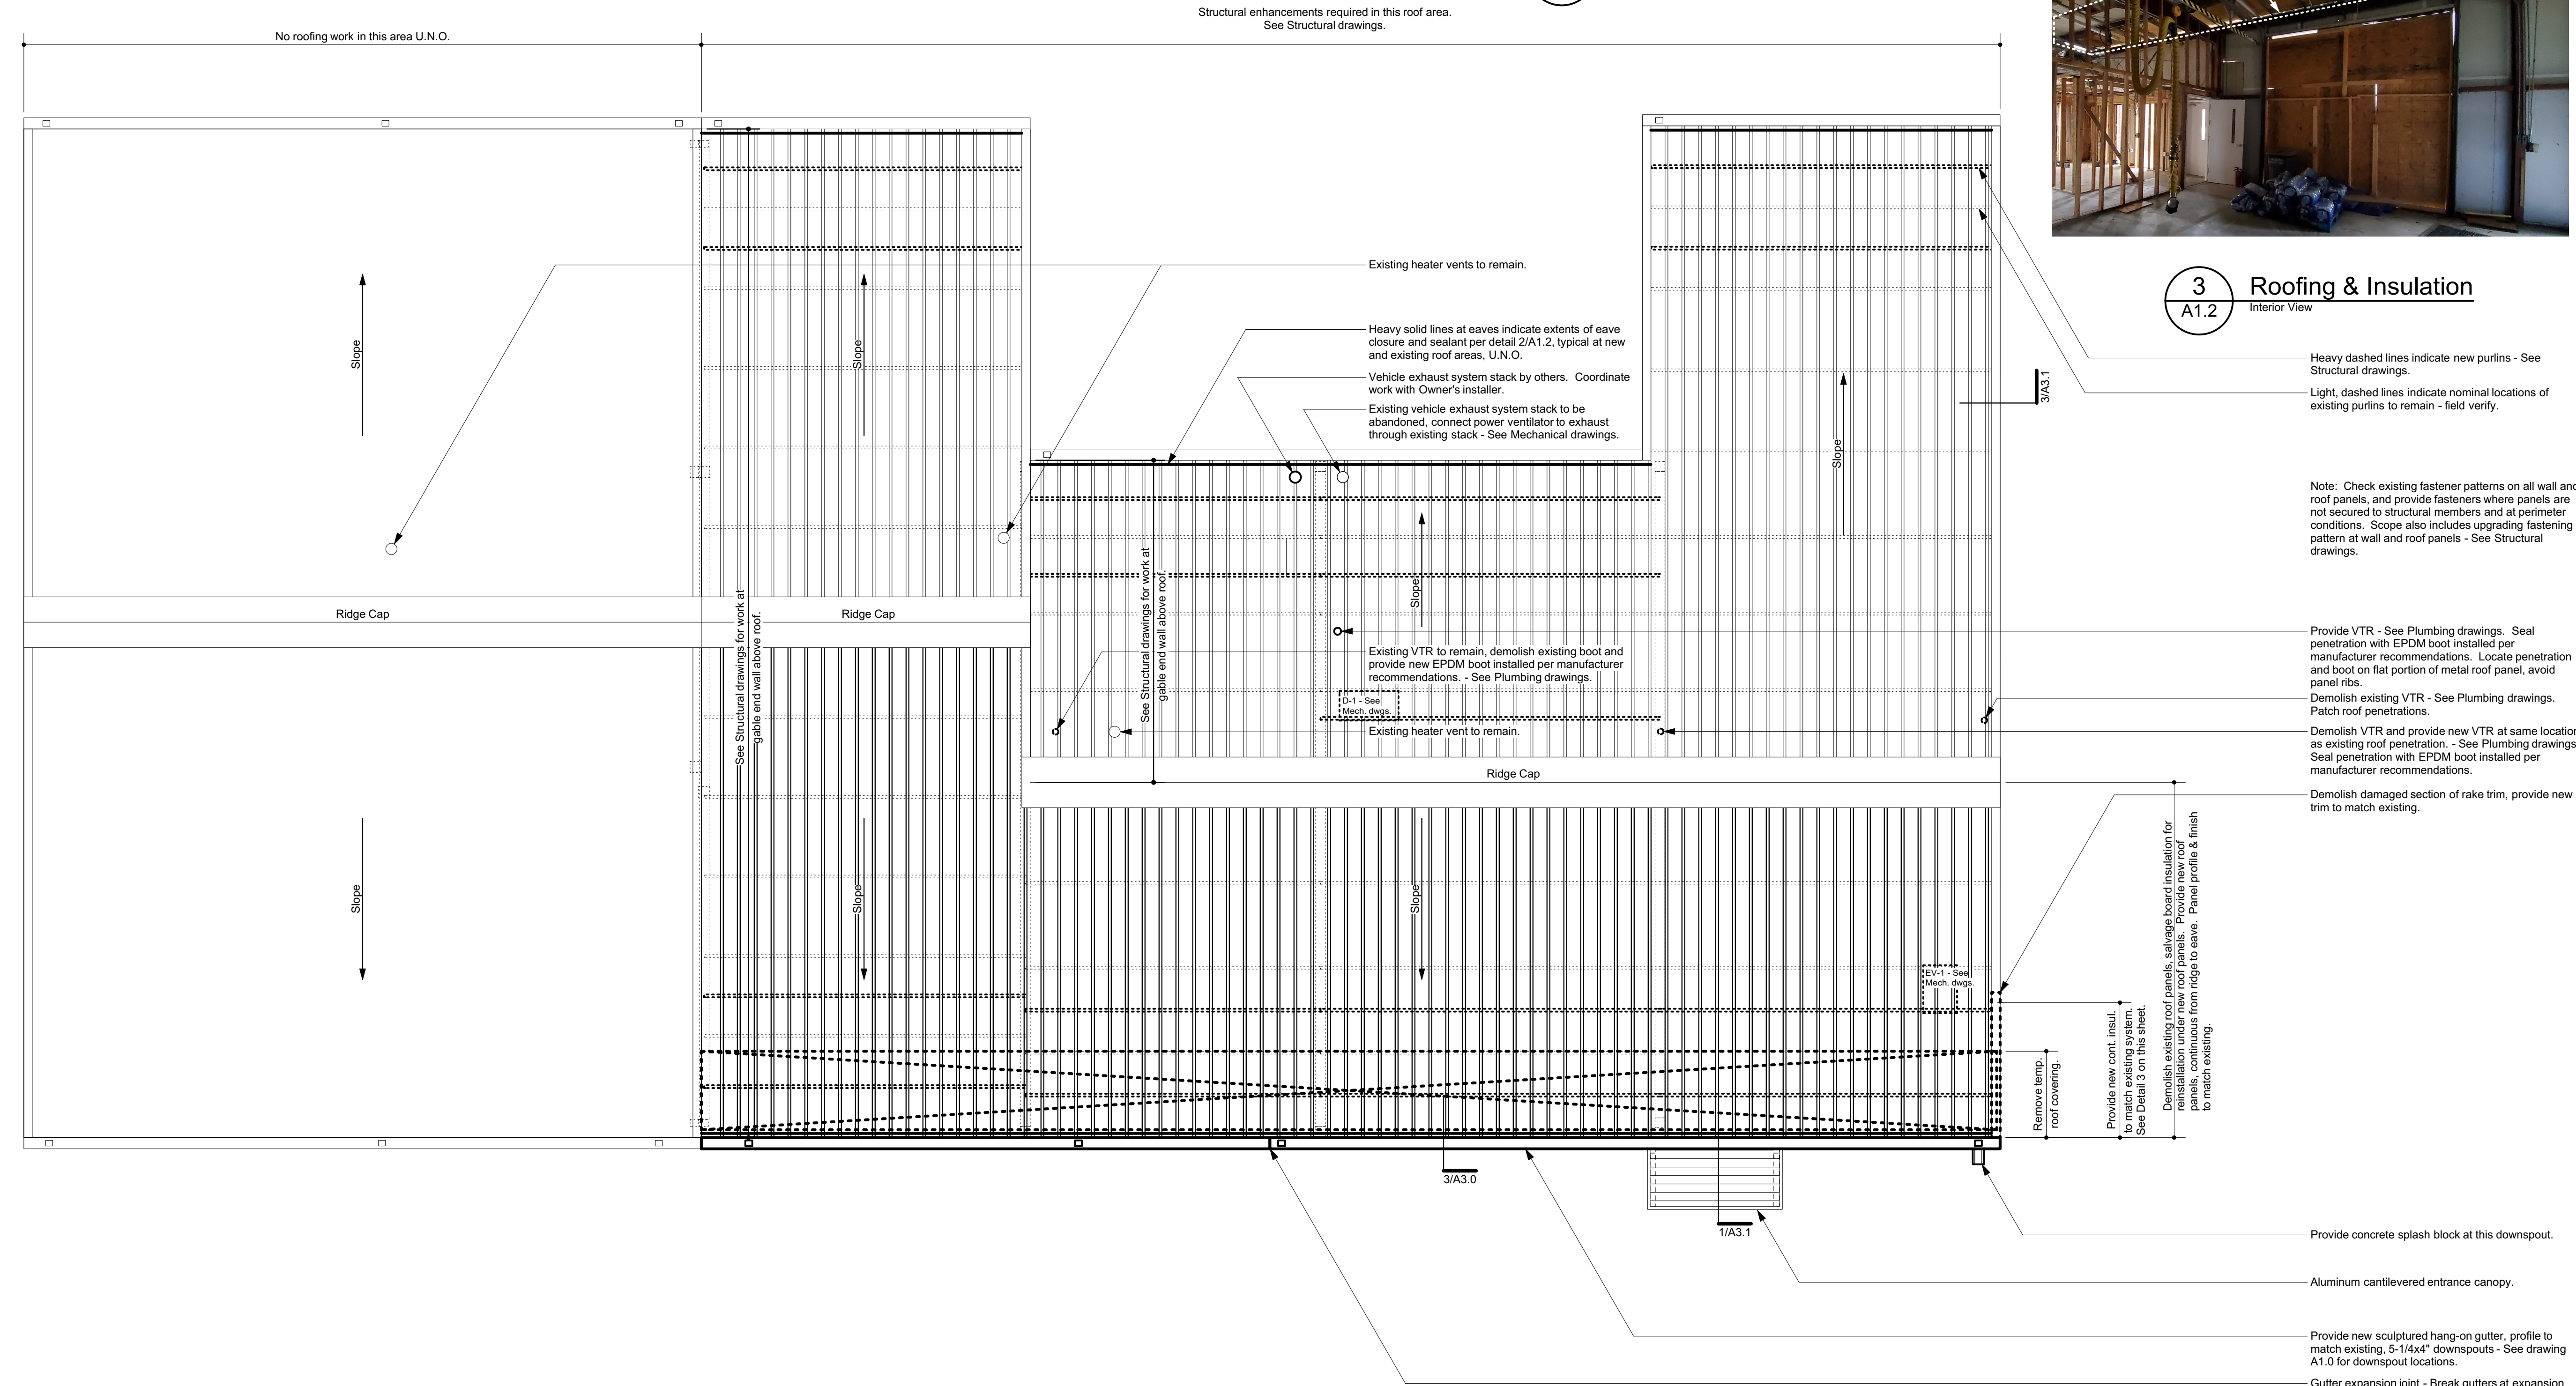 Structural enhancements required in this roof area.
See Structural drawings.
No roofing work in this area U.N.O.
3
A1.2
Roofing & Insulation
Interior View
Existing heater vents to remain.
Heavy solid lines at eaves indicate extents of eave
closure and sealant per detail 2/A1.2, typical at new
and existing roof areas, U.N.O.
Vehicle exhaust system stack by others.  Coordinate
work with Owner's installer.
Existing vehicle exhaust system stack to be
abandoned, connect power ventilator to exhaust
through existing stack - See Mechanical drawings.
Heavy dashed lines indicate new purlins - See
Structural drawings.
Light, dashed lines indicate nominal locations of
existing purlins to remain - field verify.
3/A3.1
Slope
Slope
Slope
Slope
Note:  Check existing fastener patterns on all wall and
roof panels, and provide fasteners where panels are
not secured to structural members and at perimeter
conditions.  Scope also includes upgrading fastening
pattern at wall and roof panels - See Structural
drawings.
Ridge Cap
Ridge Cap
See Structural drawings for work at
gable end wall above roof.
See Structural drawings for work at
gable end wall above roof.
Provide VTR - See Plumbing drawings.  Seal
penetration with EPDM boot installed per
manufacturer recommendations.  Locate penetration
and boot on flat portion of metal roof panel, avoid
panel ribs.
Existing VTR to remain, demolish existing boot and
provide new EPDM boot installed per manufacturer
recommendations. - See Plumbing drawings.
D-1 - See
Mech. dwgs.
Existing heater vent to remain.
Demolish existing VTR - See Plumbing drawings.
Patch roof penetrations.
Demolish VTR and provide new VTR at same location
as existing roof penetration. - See Plumbing drawings
Seal penetration with EPDM boot installed per
manufacturer recommendations.
Ridge Cap
Demolish damaged section of rake trim, provide new
trim to match existing.
Slope
Slope
Slope
EV-1 - See
Mech. dwgs.
Remove temp.
roof covering.
Provide new cont. insul.
to match existing system.
See Detail 3 on this sheet.
Demolish existing roof panels, salvage board insulation for
reinstallation under new roof panels.  Provide new roof
panels, continuous from ridge to eave.  Panel profile & finish
to match existing.
3/A3.0
1/A3.1
Provide concrete splash block at this downspout.
Aluminum cantilevered entrance canopy.
Provide new sculptured hang-on gutter, profile to
match existing, 5-1/4x4" downspouts - See drawing
A1.0 for downspout locations.
Gutter expansion joint - Break gutters at expansion